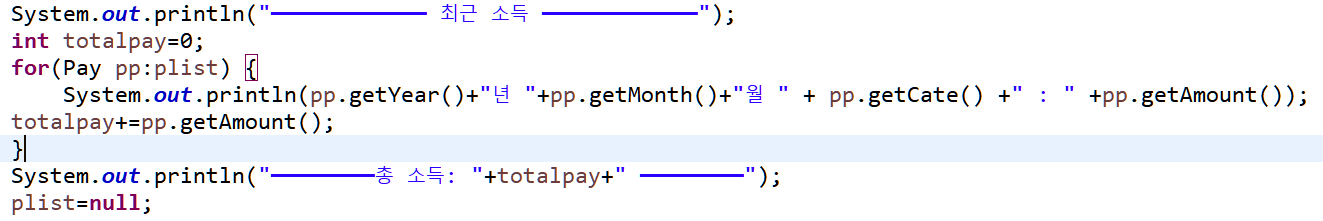 System.out.println("━━━━━━━━━━━━ 최근 소득 ━━━━━━━━━━━━");
int totalpay=0;
for(Pay pp:plist) {
    System.out.println(pp.getYear()+"년 "+pp.getMonth()+"월 " + pp.getCate() +" : " +pp.getAmount());
totalpay+=pp.getAmount();
}
System.out.println("━━━━━━━━총 소득: "+totalpay+" ━━━━━━━━");
plist=null;